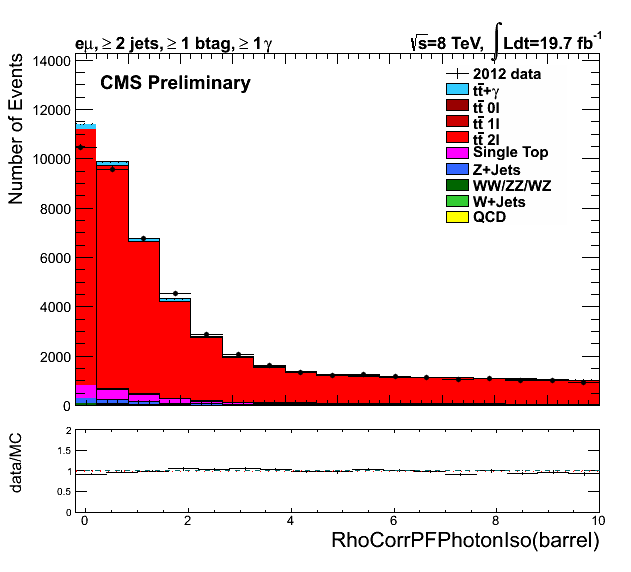 eμ, ≥ 2 jets, ≥ 1 btag, ≥ 1 γ
√s=8 TeV, ∫ Ldt=19.7 fb⁻¹
CMS Preliminary
2012 data
tt̄+γ
tt̄ 0l
tt̄ 1l
tt̄ 2l
Single Top
Z+Jets
WW/ZZ/WZ
W+Jets
QCD
Number of Events
14000
12000
10000
8000
6000
4000
2000
0
data/MC
2
1.5
1
0.5
0
0 2 4 6 8 10
RhoCorrPFPhotonIso(barrel)